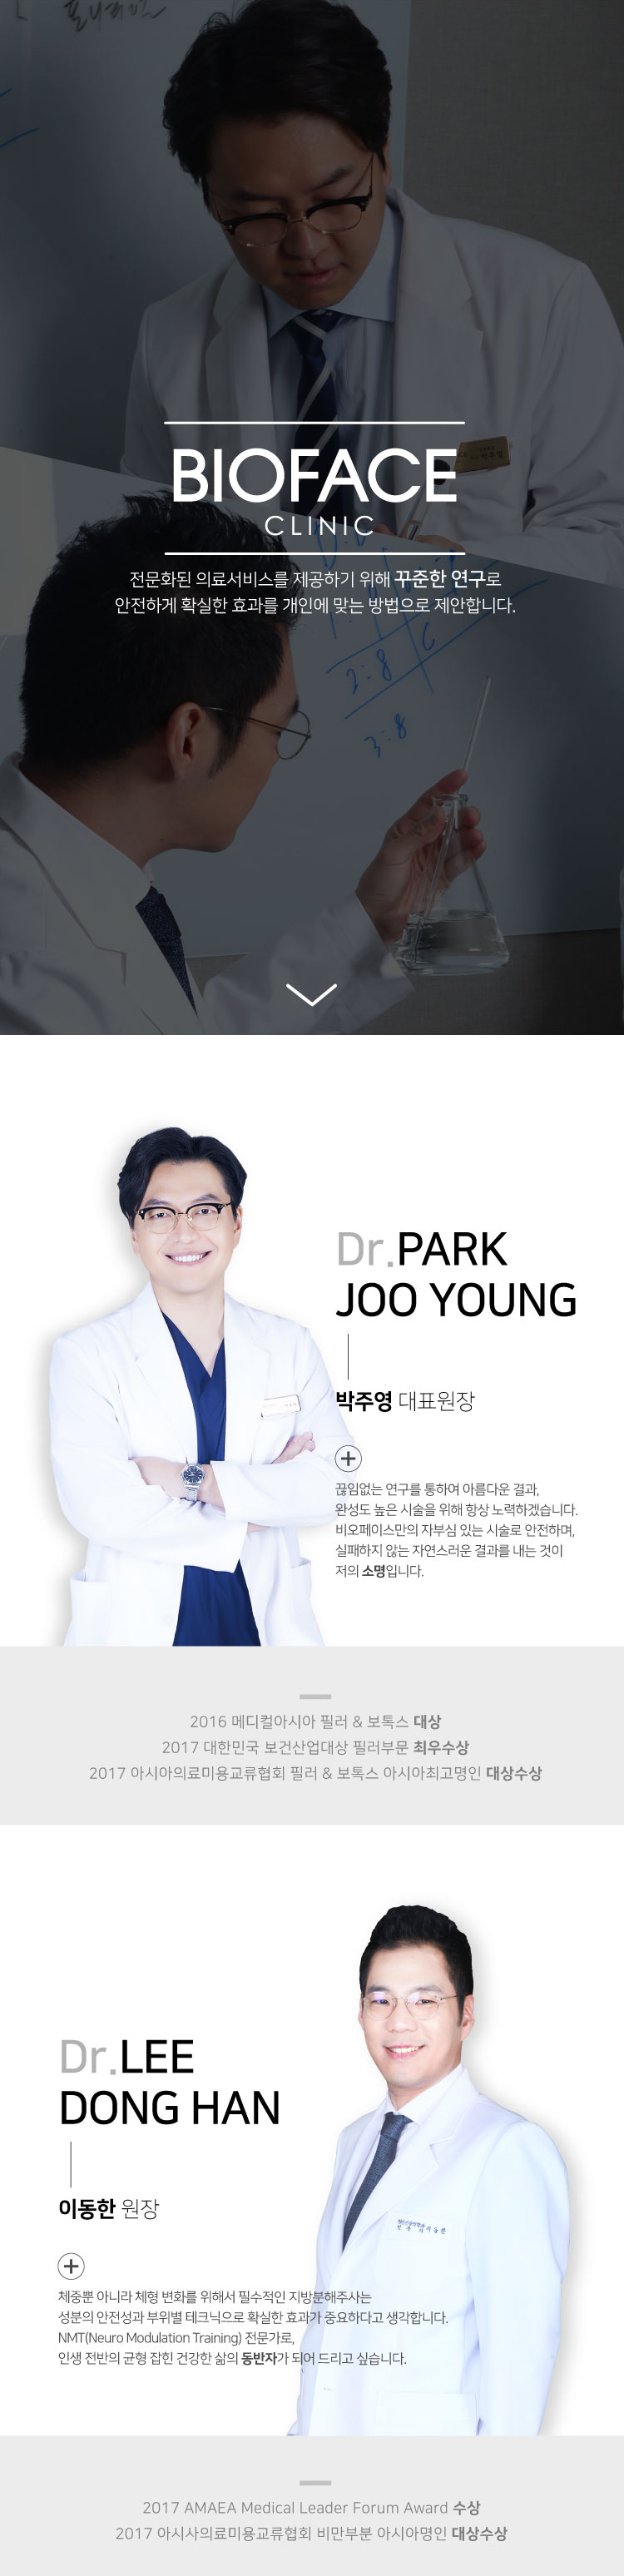 BIOFACE
CLINIC
전문화된 의료서비스를 제공하기 위해 꾸준한 연구로
안전하게 확실한 효과를 개인에 맞는 방법으로 제안합니다.
2:8
C
3:8
Dr.PARK
JOO YOUNG
박주영 대표원장
끊임없는 연구를 통하여 아름다운 결과,
완성도 높은 시술을 위해 항상 노력하겠습니다.
비오페이스만의 자부심 있는 시술로 안전하며,
실패하지 않는 자연스러운 결과를 내는 것이
저의 소명입니다.
2016 메디컬아시아 필러 & 보톡스 대상
2017 대한민국 보건산업대상 필러부문 최우수상
2017 아시아의료미용교류협회 필러 & 보톡스 아시아최고명인 대상수상
Dr.LEE
DONG HAN
이동한 원장
체중뿐 아니라 체형 변화를 위해서 필수적인 지방분해주사는
성분의 안전성과 부위별 테크닉으로 확실한 효과가 중요하다고 생각합니다.
NMT(Neuro Modulation Training) 전문가로,
인생 전반의 균형 잡힌 건강한 삶의 동반자가 되어 드리고 싶습니다.
2017 AMAEA Medical Leader Forum Award 수상
2017 아시사의료미용교류협회 비만부분 아시아명인 대상수상